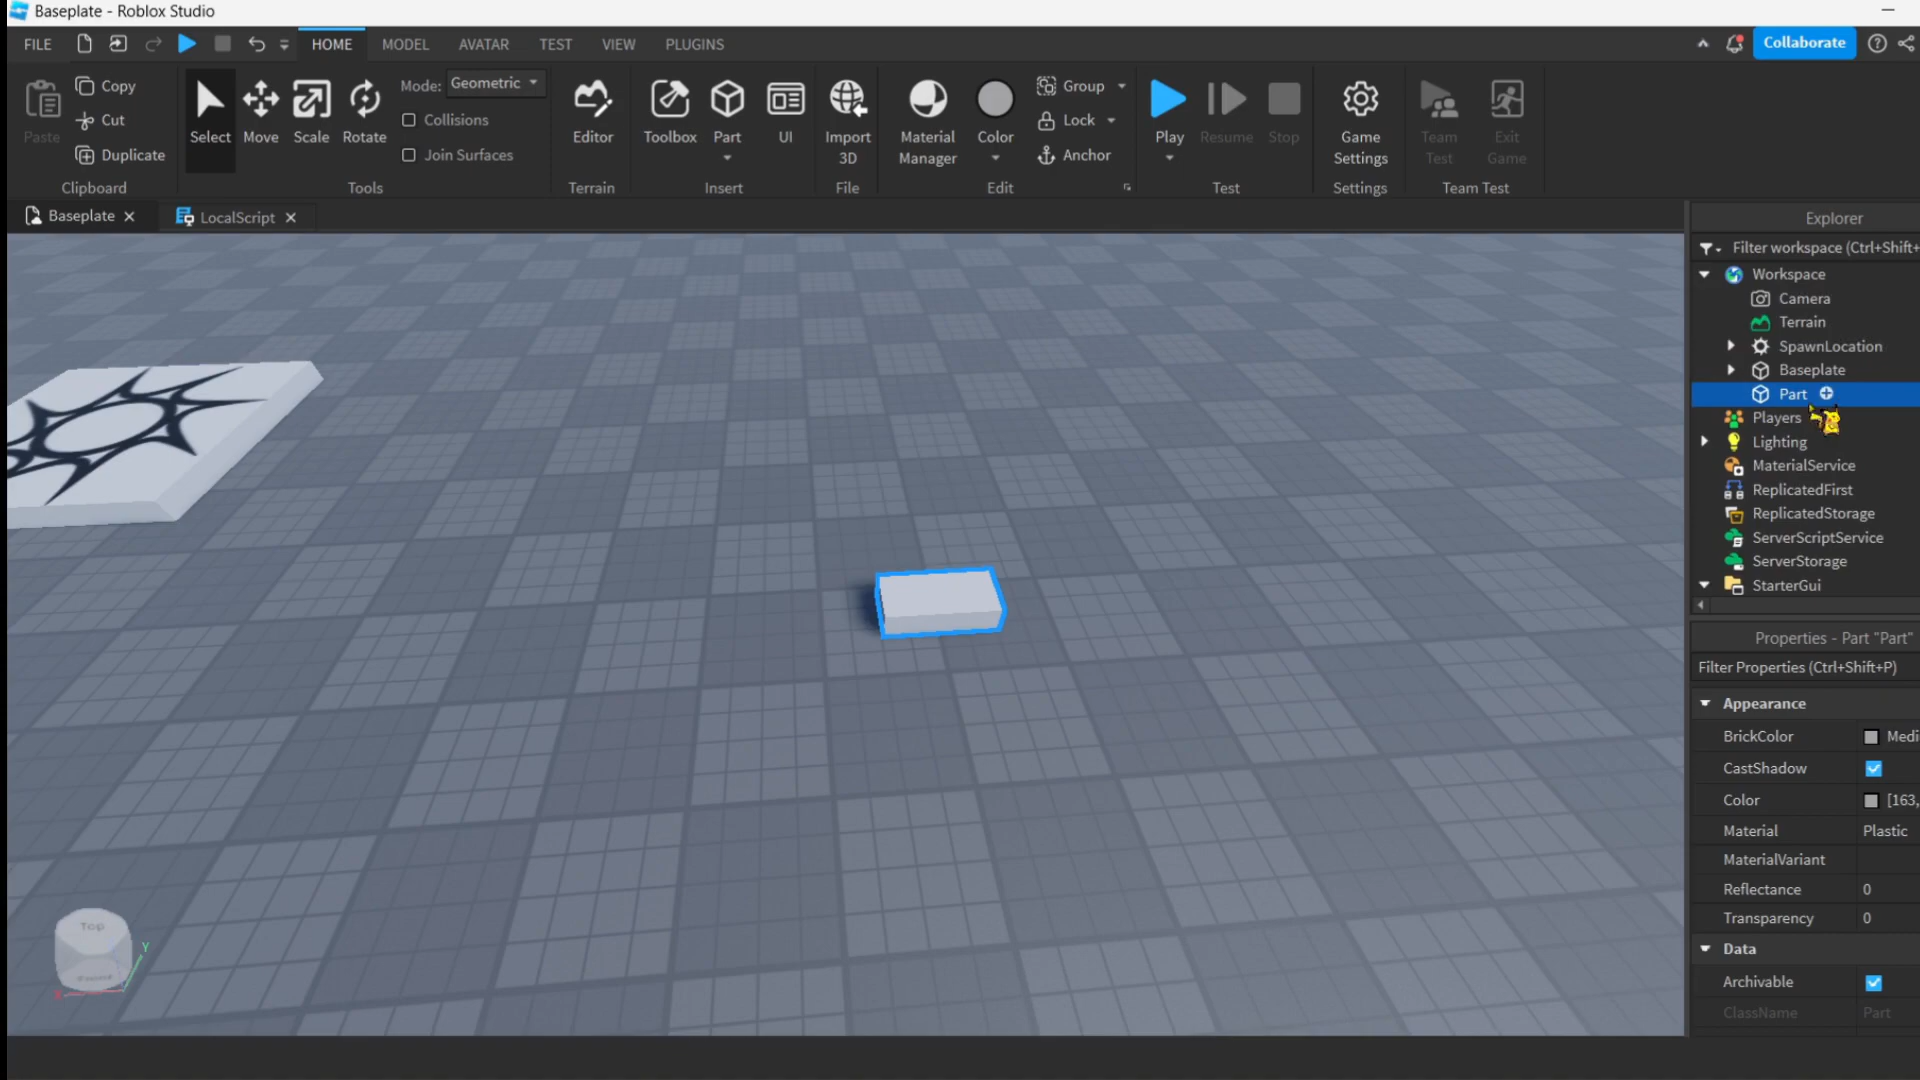 Baseplate - Roblox Studio
FILE HOME MODEL AVATAR TEST VIEW PLUGINS Collaborate
Paste Copy Cut Duplicate Clipboard
Select Move Scale Rotate Mode: Geometric Collisions Join Surfaces Tools
Editor Terrain
Toolbox Part UI Insert
Import 3D File
Material Manager Color Group Lock Anchor Edit
Play Resume Stop Test
Game Settings Settings
Team Test Exit Game Team Test
Baseplate LocalScript
Explorer
Filter workspace (Ctrl+Shift+
Workspace
Camera
Terrain
SpawnLocation
Baseplate
Part
Players
Lighting
MaterialService
ReplicatedFirst
ReplicatedStorage
ServerScriptService
ServerStorage
StarterGui
Properties - Part "Part"
Filter Properties (Ctrl+Shift+P)
Appearance
BrickColor Medi
CastShadow
Color [163,
Material Plastic
MaterialVariant
Reflectance 0
Transparency 0
Data
Archivable
ClassName Part
Top
Y
X